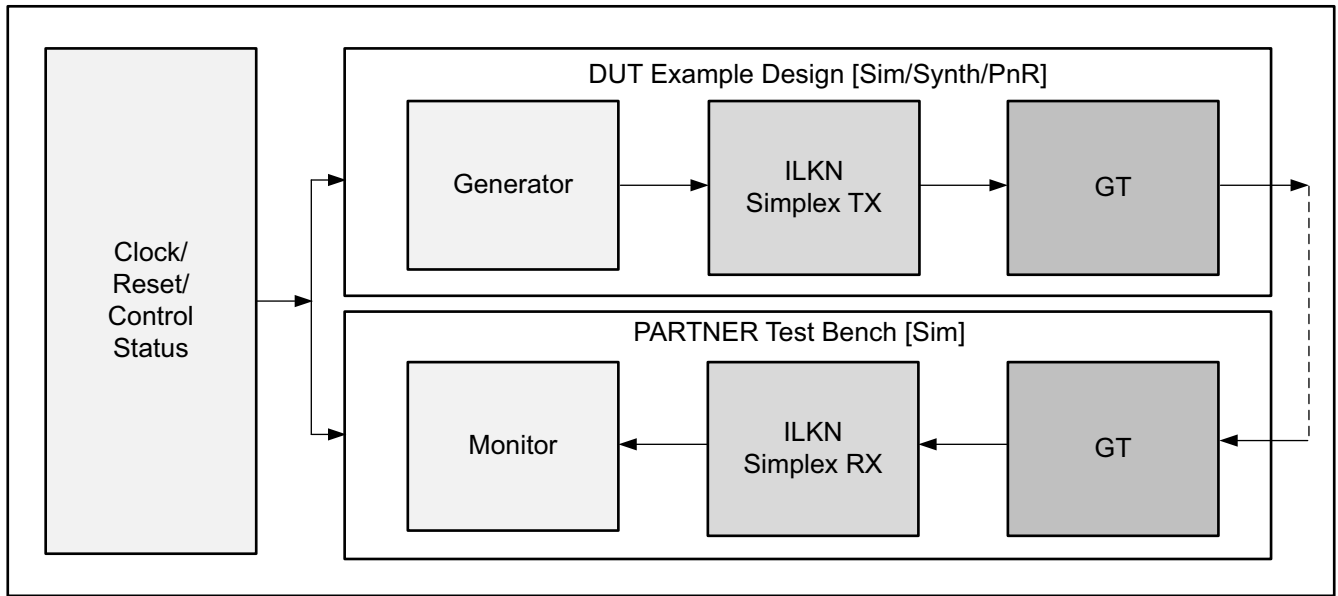 Clock/
Reset/
Control
Status
DUT Example Design [Sim/Synth/PnR]
Generator
ILKN
Simplex TX
GT
PARTNER Test Bench [Sim]
Monitor
ILKN
Simplex RX
GT